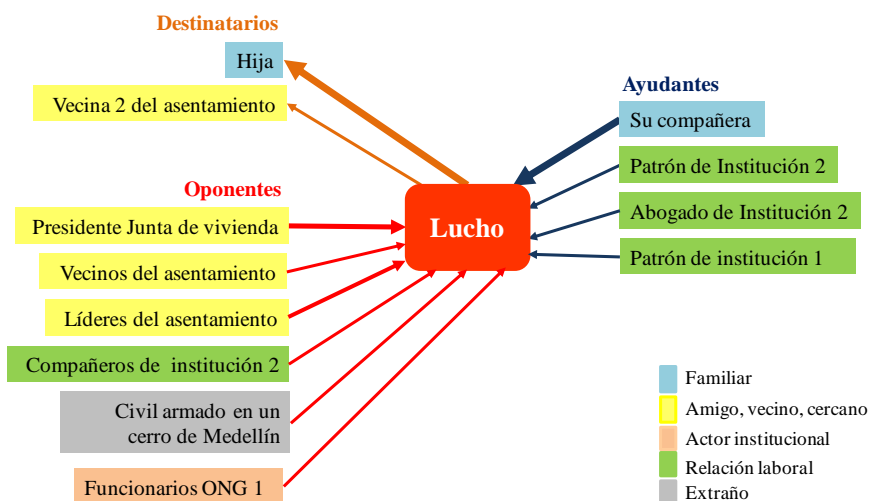 Destinatarios
Hija
Vecina 2 del asentamiento
Ayudantes
Su compañera
Patrón de Institución 2
Abogado de Institución 2
Patrón de institución 1
Lucho
Oponentes
Presidente Junta de vivienda
Vecinos del asentamiento
Líderes del asentamiento
Compañeros de institución 2
Civil armado en un
cerro de Medellín
Funcionarios ONG 1
Familiar
Amigo, vecino, cercano
Actor institucional
Relación laboral
Extraño